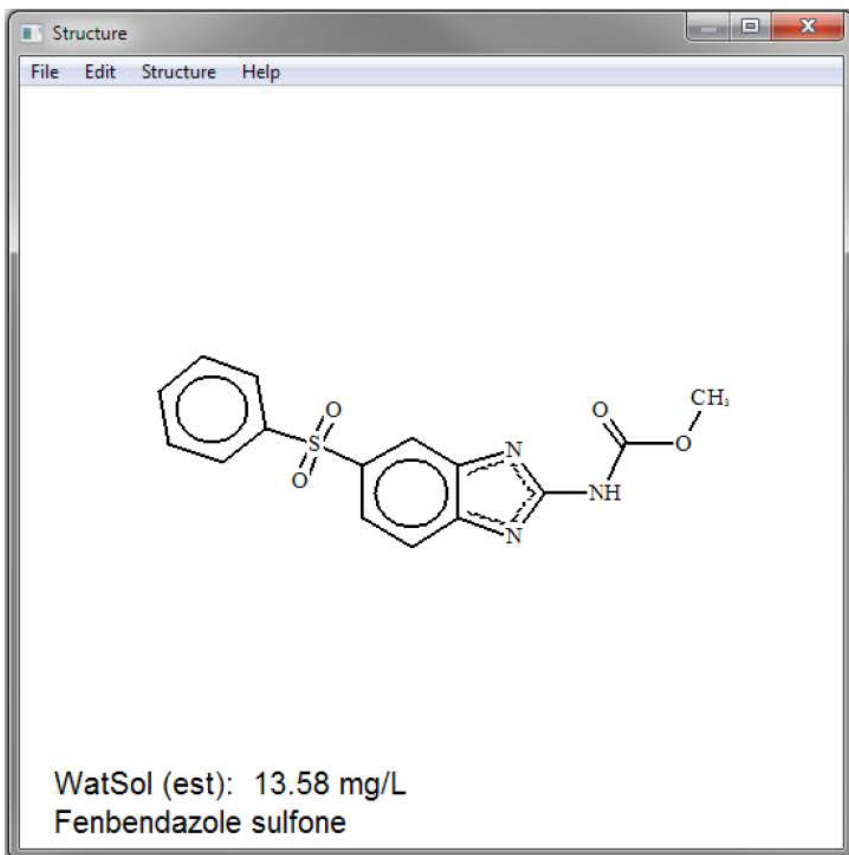 Structure
File Edit Structure Help
O
CH₃
O
S
N
O
O
NH
N
WatSol (est): 13.58 mg/L
Fenbendazole sulfone